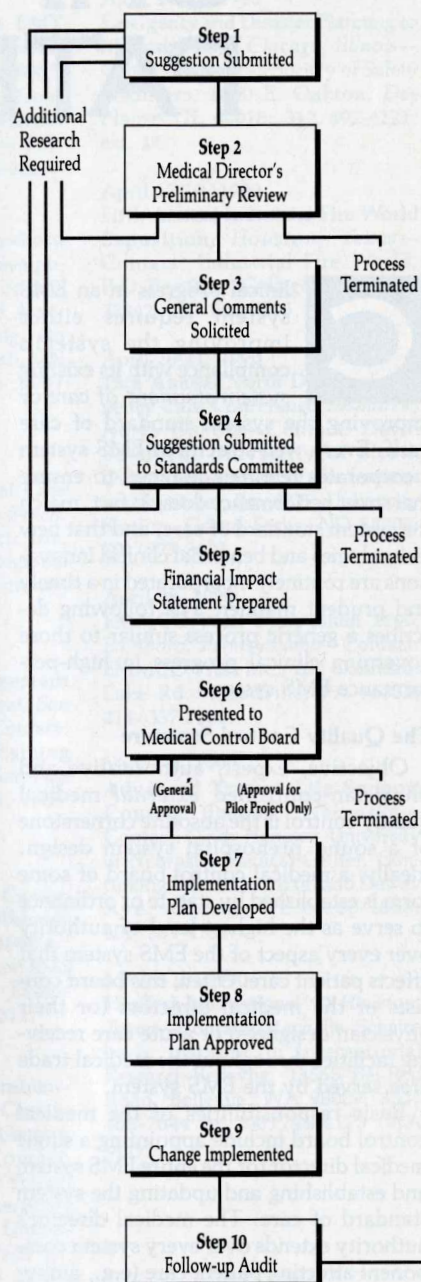 Step 1
Suggestion Submitted
Additional
Research
Required
Step 2
Medical Director's
Preliminary Review
Process
Terminated
Step 3
General Comments
Solicited
Step 4
Suggestion Submitted
to Standards Committee
Process
Terminated
Step 5
Financial Impact
Statement Prepared
Step 6
Presented to
Medical Control Board
(General
Approval)
(Approval for
Pilot Project Only)
Process
Terminated
Step 7
Implementation
Plan Developed
Step 8
Implementation
Plan Approved
Step 9
Change Implemented
Step 10
Follow-up Audit